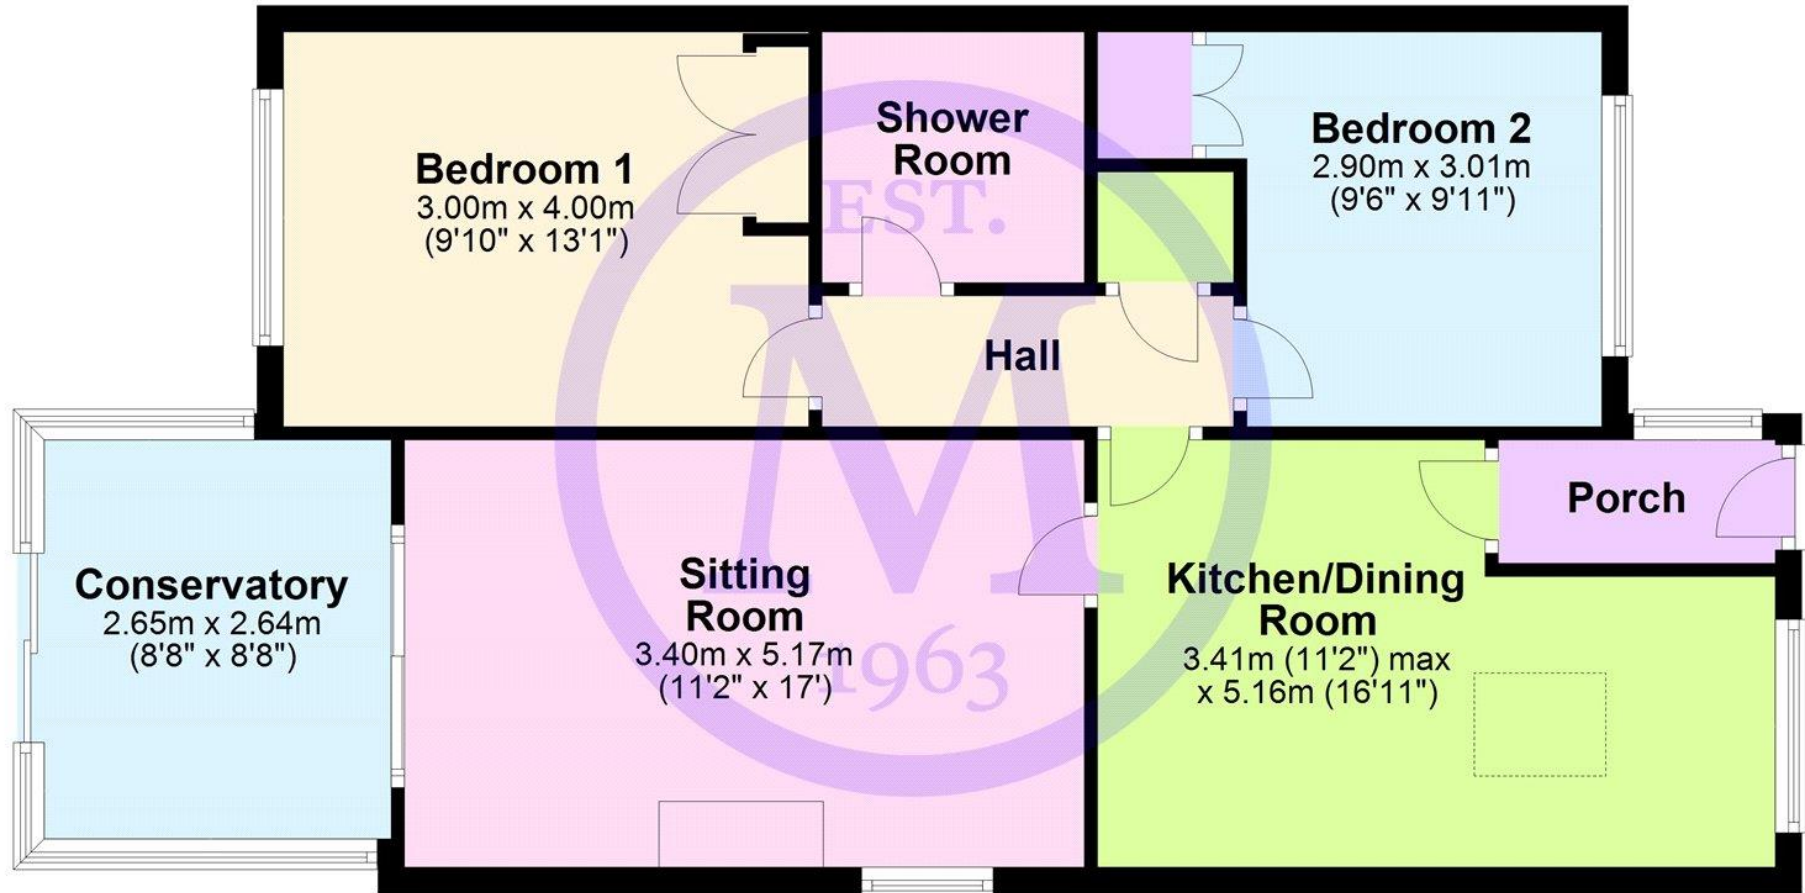 Bedroom 1
3.00m x 4.00m
(9'10" x 13'1")
Shower
Room
Bedroom 2
2.90m x 3.01m
(9'6" x 9'11")
EST.
M
1963
Hall
Porch
Conservatory
2.65m x 2.64m
(8'8" x 8'8")
Sitting
Room
3.40m x 5.17m
(11'2" x 17')
Kitchen/Dining
Room
3.41m (11'2") max
x 5.16m (16'11")